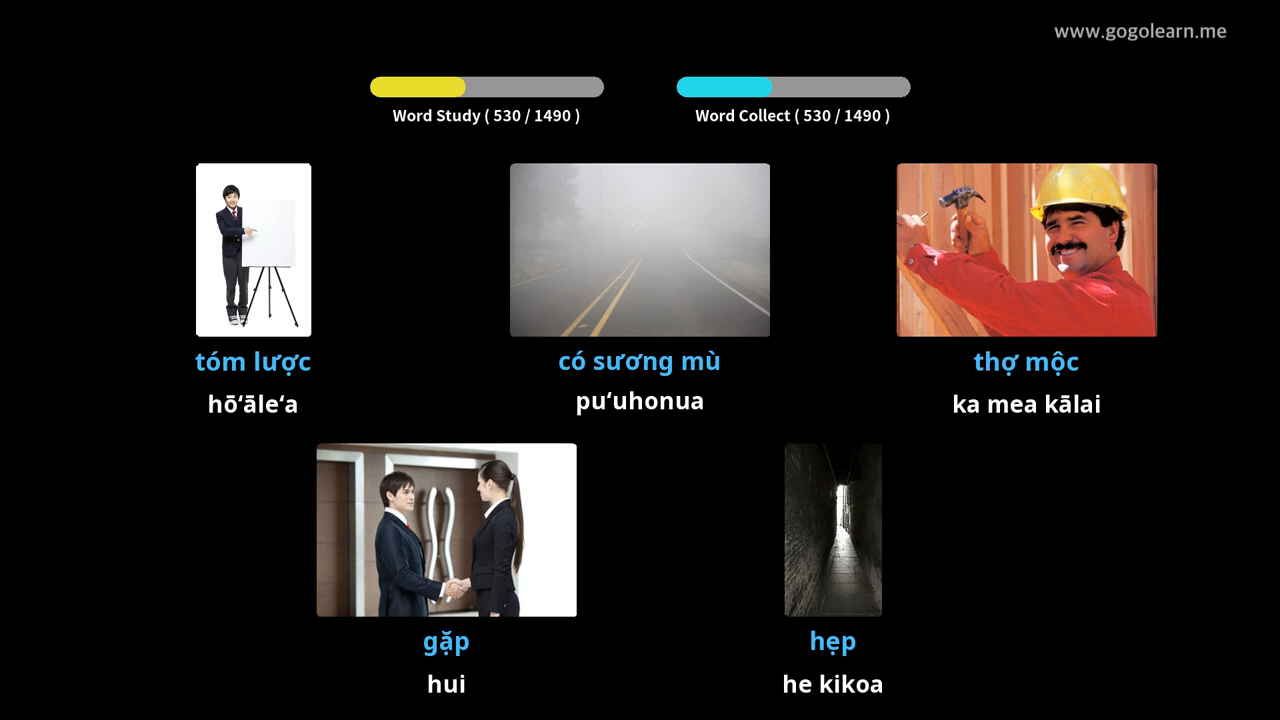 www.gogolearn.me
Word Study ( 530 / 1490 )
Word Collect ( 530 / 1490 )
tóm lược
hōʻāleʻa
có sương mù
puʻuhonua
thợ mộc
ka mea kālai
gặp
hui
hẹp
he kikoa